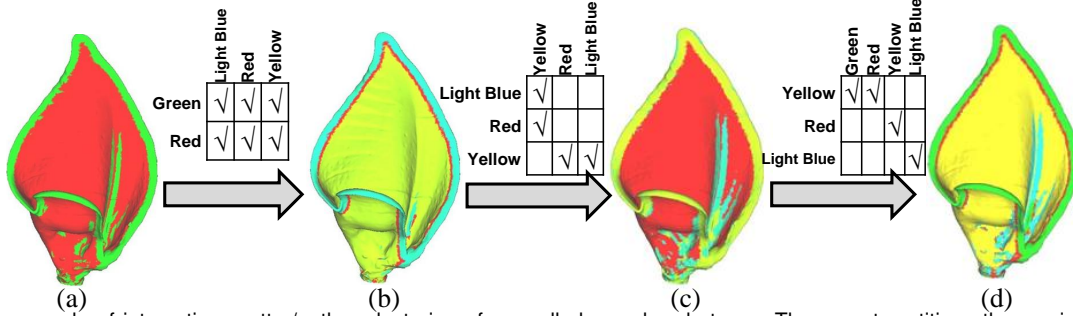 Light Blue Red Yellow
Green √ √ √
Red √ √ √
Yellow Red Light Blue
Light Blue √
Red √
Yellow √ √
Green Red Yellow Light Blue
Yellow √ √
Red √
Light Blue √
(a) (b) (c) (d)